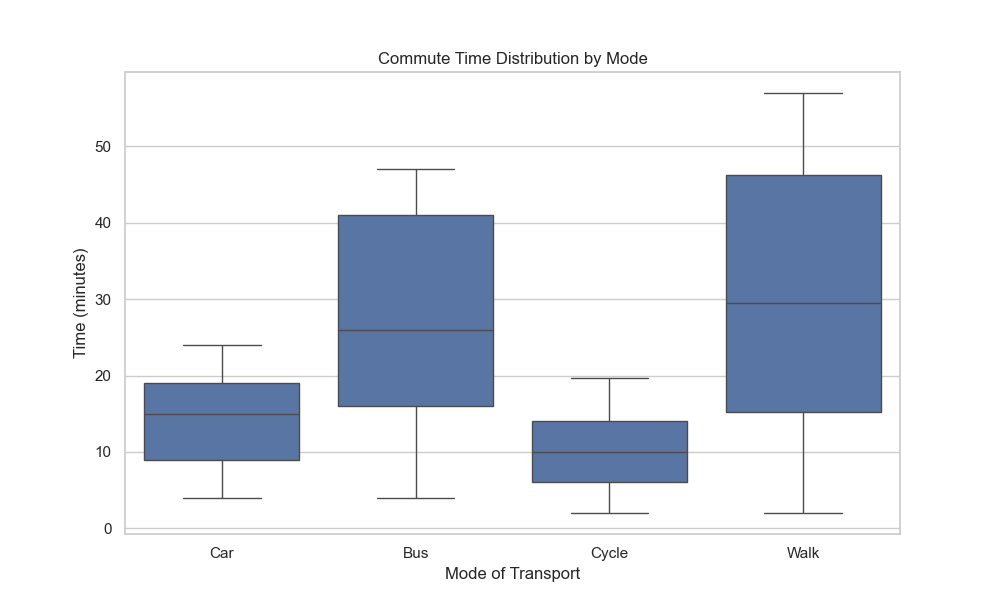 Commute Time Distribution by Mode
Time (minutes)
50
40
30
20
10
0
Car Bus Cycle Walk
Mode of Transport